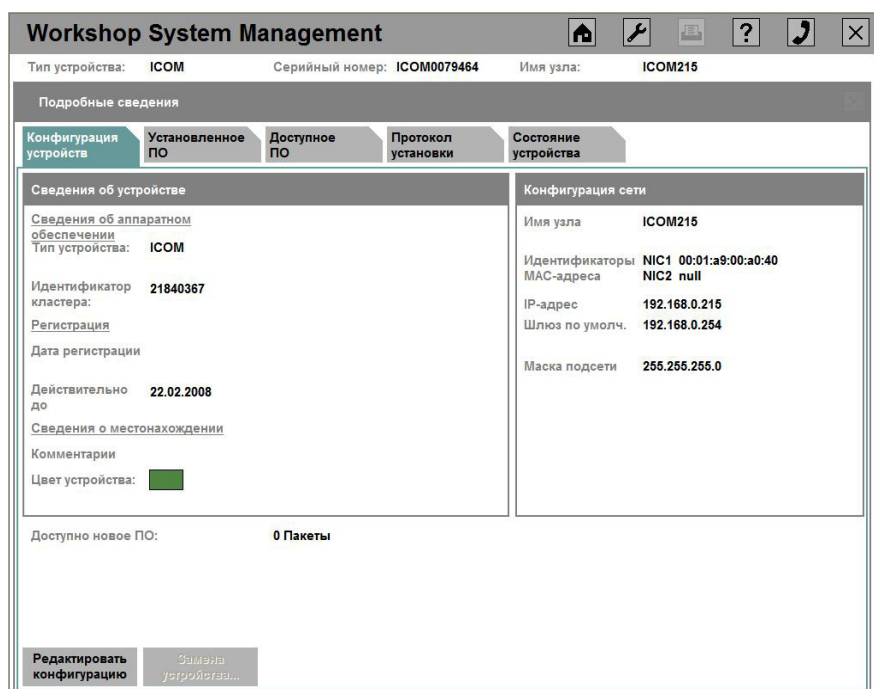 Workshop System Management
Тип устройства: ICOM Серийный номер: ICOM0079464 Имя узла: ICOM215
Подробные сведения
Конфигурация устройств
Установленное ПО
Доступное ПО
Протокол установки
Состояние устройства
Сведения об устройстве
Сведения об аппаратном обеспечении
Тип устройства: ICOM
Идентификатор кластера: 21840367
Регистрация
Дата регистрации
Действительно до 22.02.2008
Сведения о местонахождении
Комментарии
Цвет устройства:
Конфигурация сети
Имя узла ICOM215
Идентификаторы NIC1 00:01:a9:00:a0:40
MAC-адреса NIC2 null
IP-адрес 192.168.0.215
Шлюз по умолч. 192.168.0.254
Маска подсети 255.255.255.0
Доступно новое ПО: 0 Пакеты
Редактировать конфигурацию
Замена устройства...